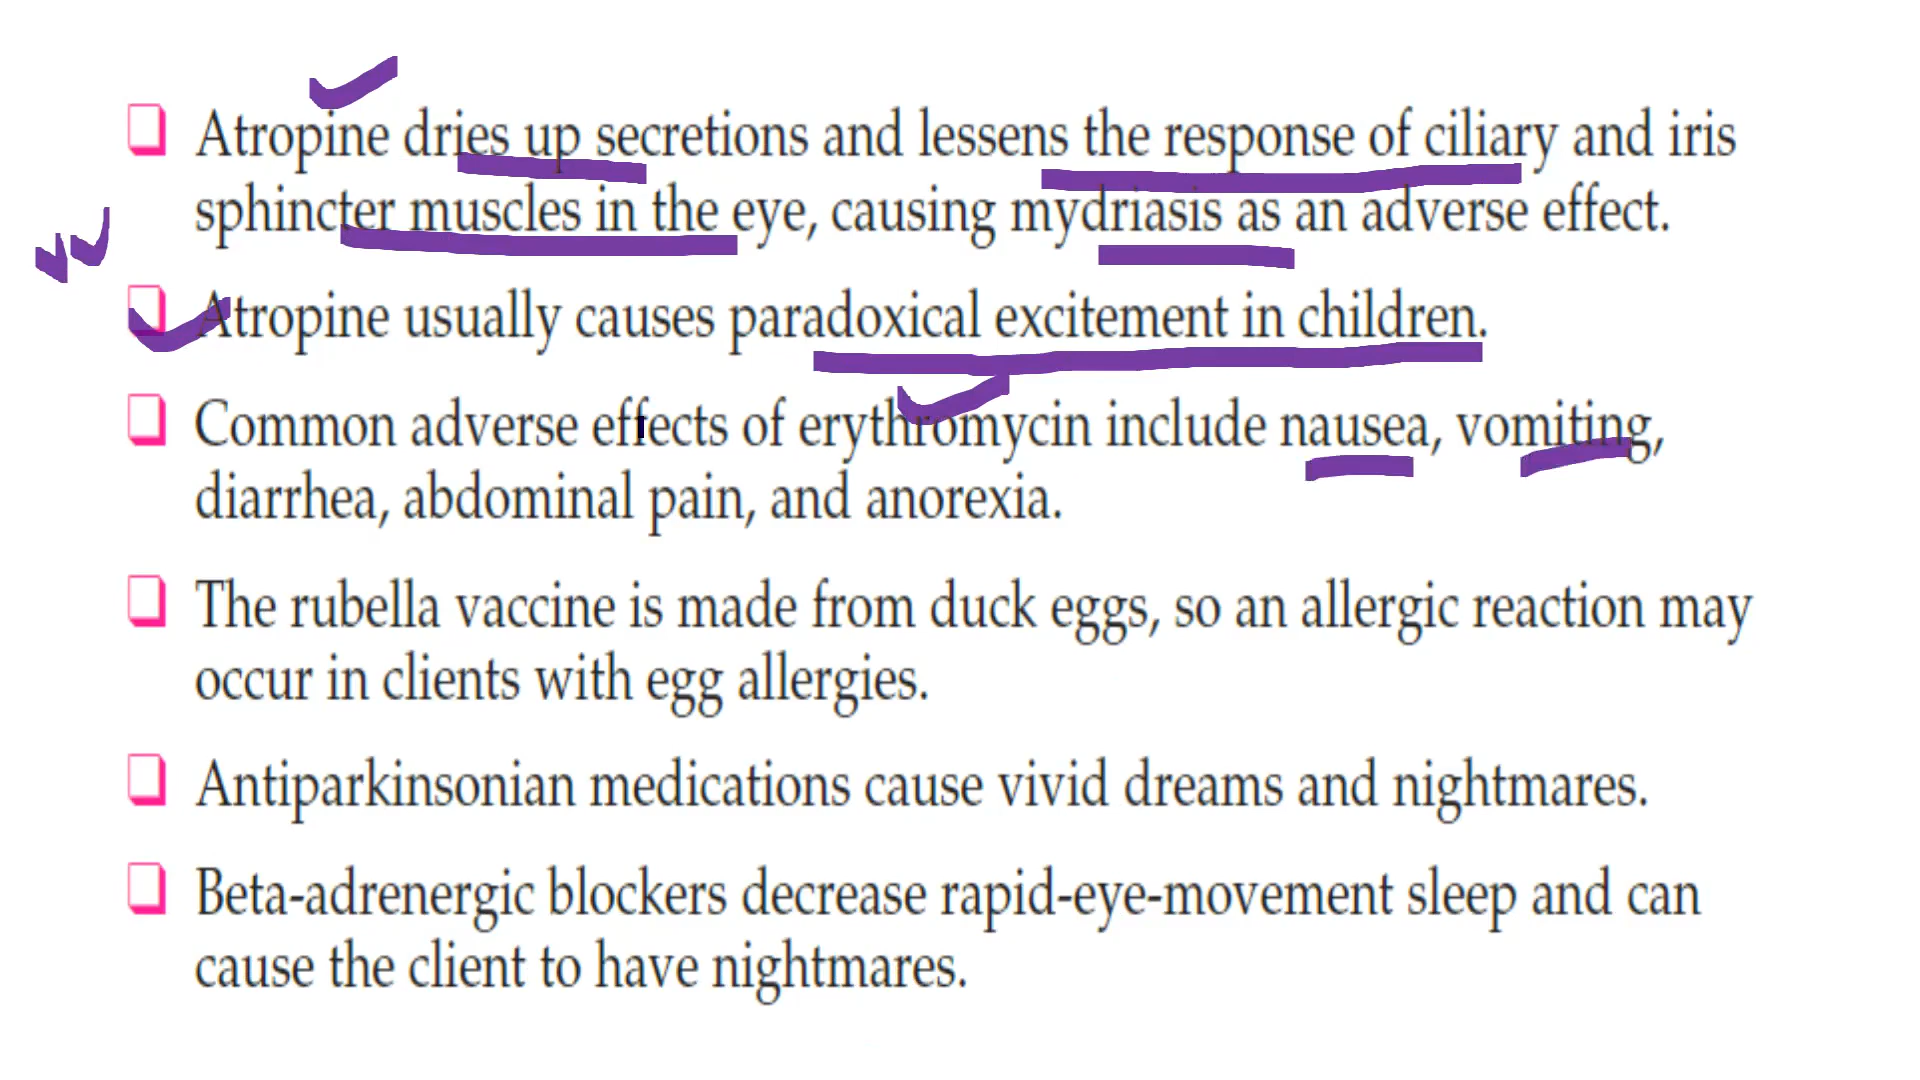 Atropine dries up secretions and lessens the response of ciliary and iris
sphincter muscles in the eye, causing mydriasis as an adverse effect.
Atropine usually causes paradoxical excitement in children.
Common adverse effects of erythromycin include nausea, vomiting,
diarrhea, abdominal pain, and anorexia.
The rubella vaccine is made from duck eggs, so an allergic reaction may
occur in clients with egg allergies.
Antiparkinsonian medications cause vivid dreams and nightmares.
Beta-adrenergic blockers decrease rapid-eye-movement sleep and can
cause the client to have nightmares.